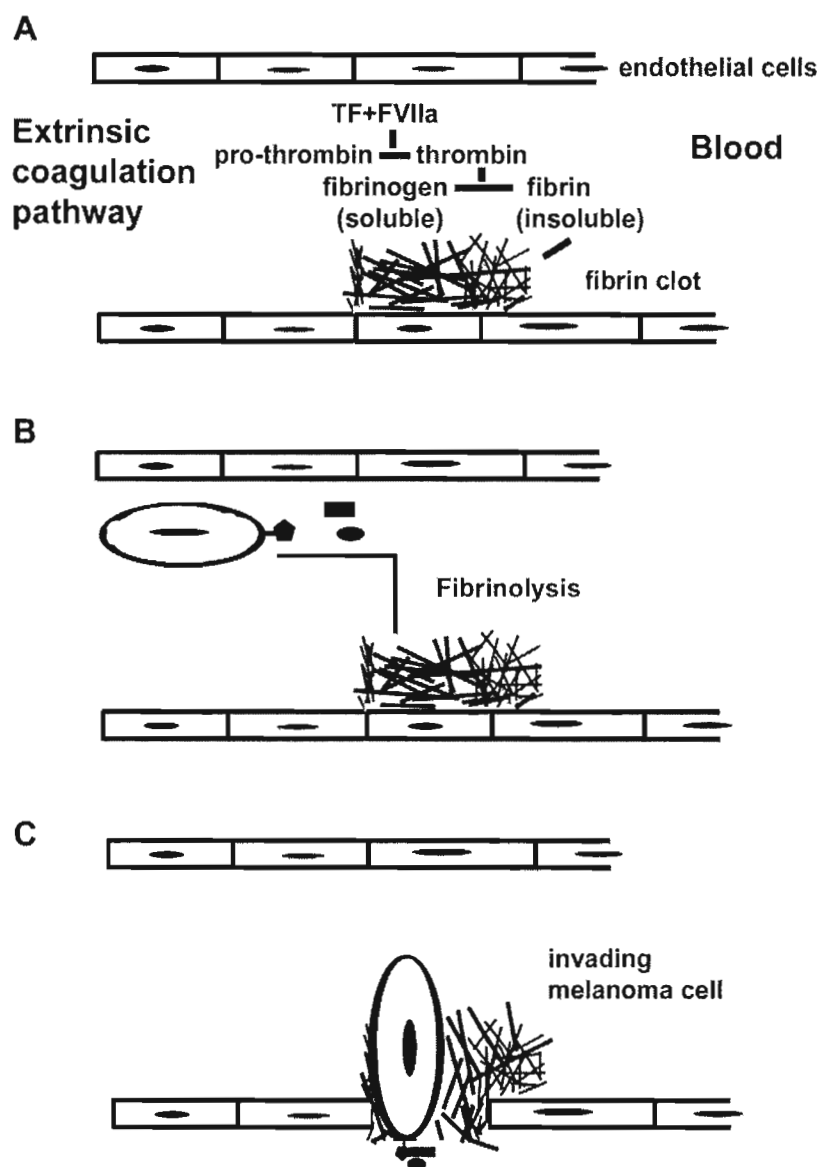 A
endothelial cells
TF+FVIIa
Extrinsic
coagulation
pathway
pro-thrombin thrombin
Blood
fibrinogen fibrin
(soluble) (insoluble)
fibrin clot
B
Fibrinolysis
C
invading
melanoma cell